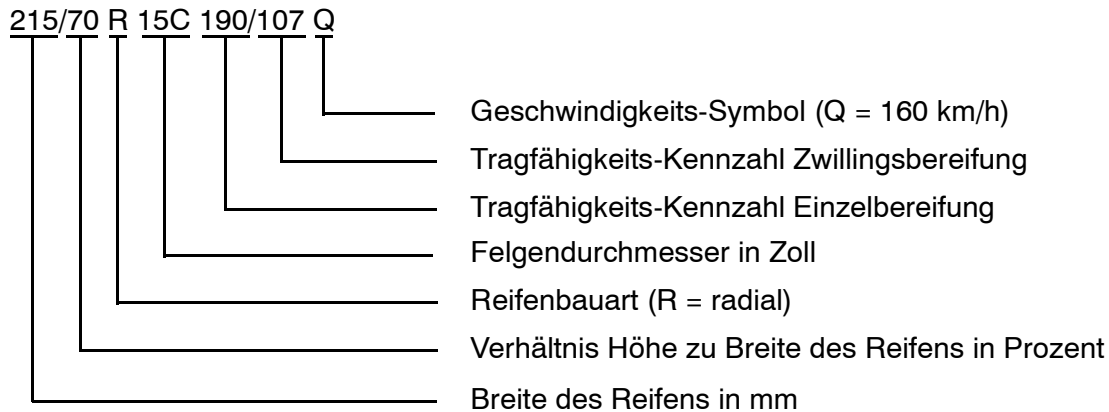 215/70 R 15C 190/107 Q
Geschwindigkeits-Symbol (Q = 160 km/h)
Tragfähigkeits-Kennzahl Zwillingsbereifung
Tragfähigkeits-Kennzahl Einzelbereifung
Felgendurchmesser in Zoll
Reifenbauart (R = radial)
Verhältnis Höhe zu Breite des Reifens in Prozent
Breite des Reifens in mm